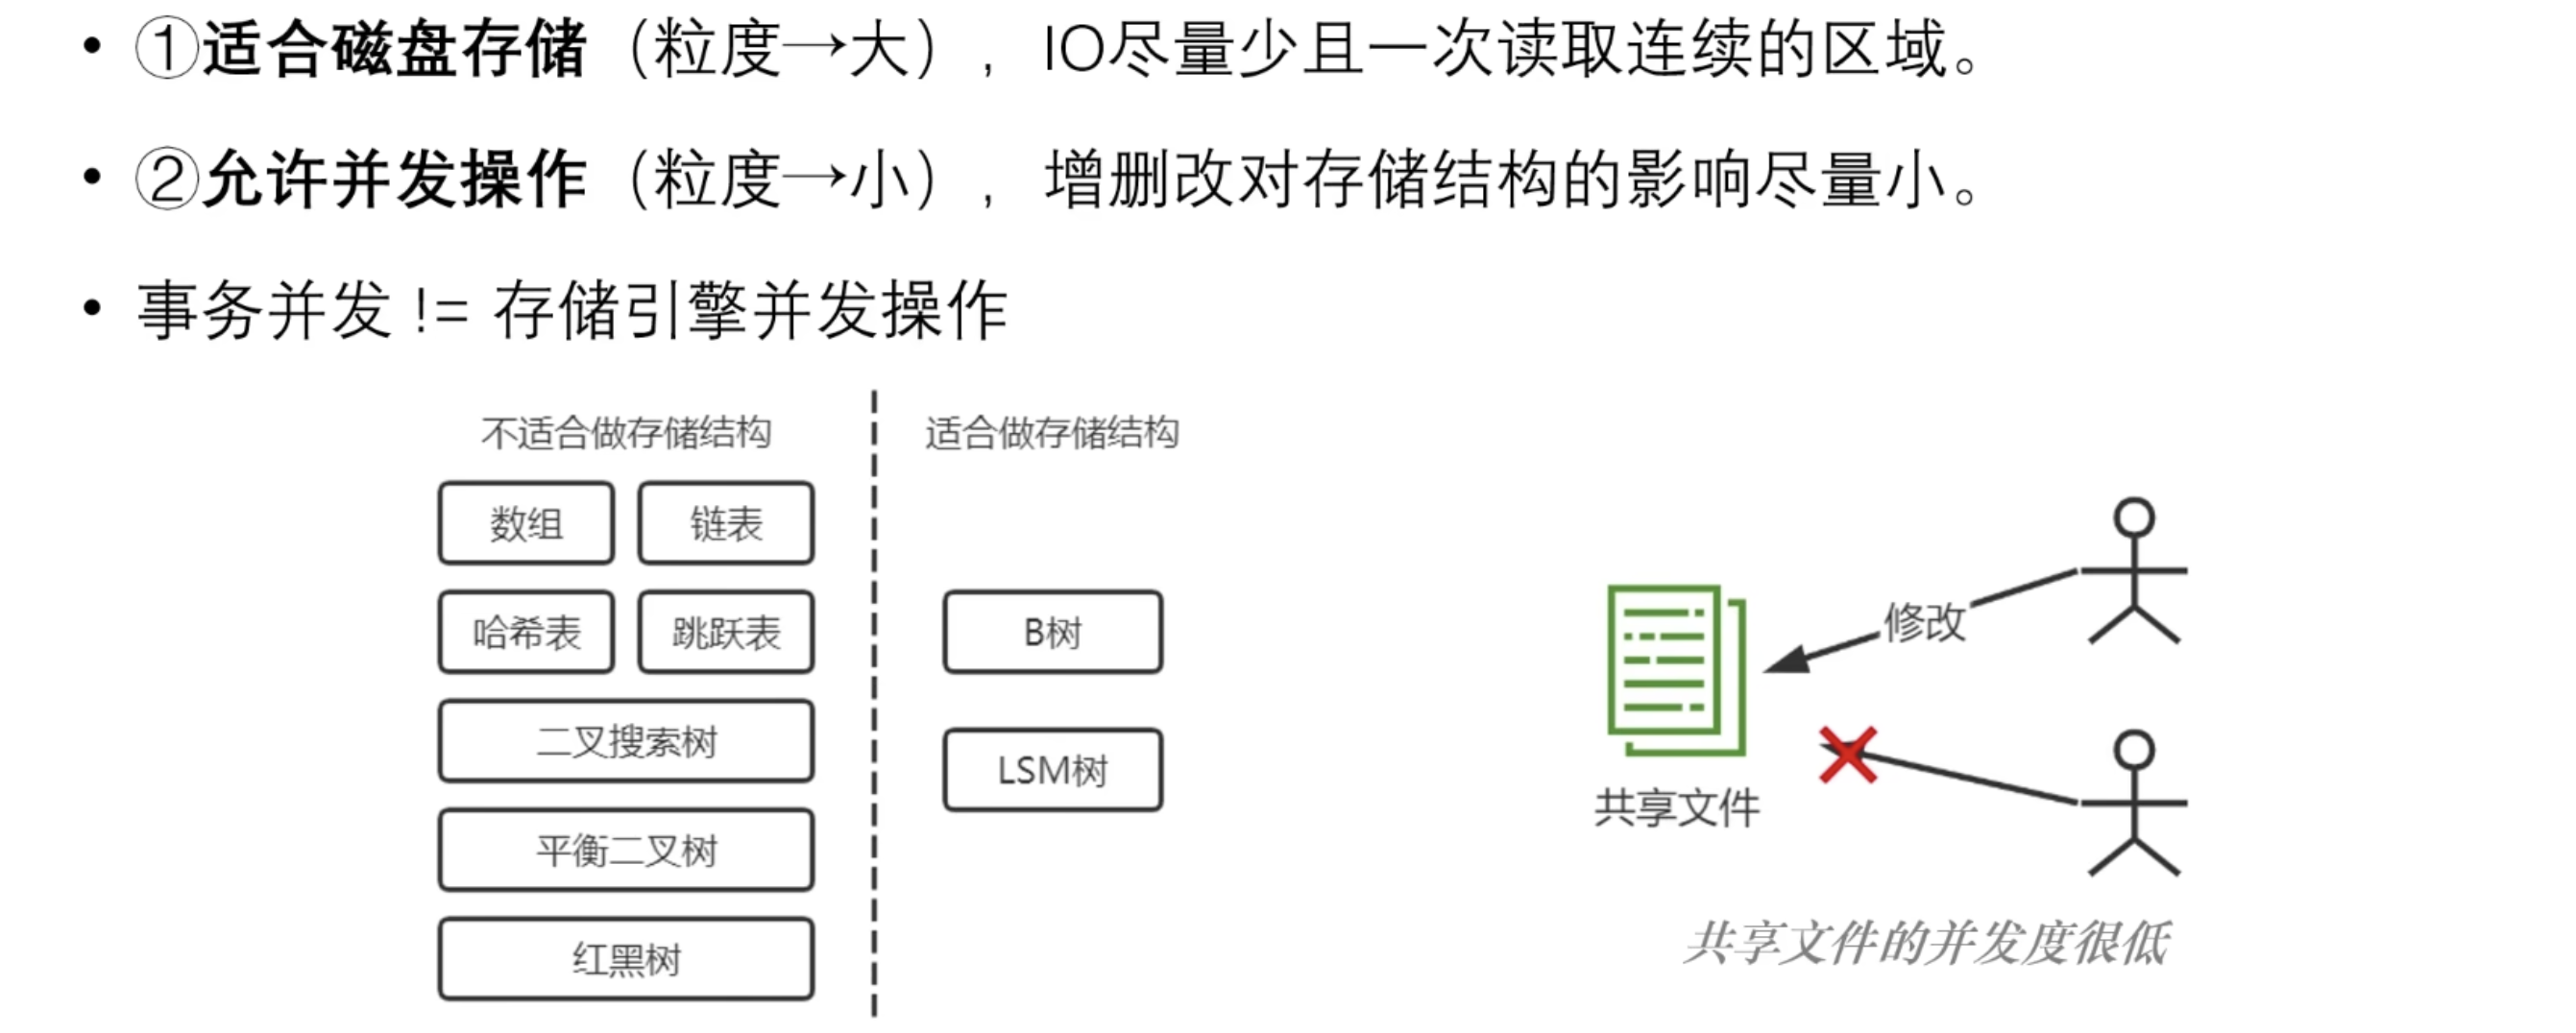 • ①适合磁盘存储（粒度→大）， IO尽量少且一次读取连续的区域。
• ②允许并发操作（粒度→小）， 增删改对存储结构的影响尽量小。
• 事务并发 != 存储引擎并发操作
不适合做存储结构
数组
链表
哈希表
跳跃表
二叉搜索树
平衡二叉树
红黑树
适合做存储结构
B树
LSM树
修改
共享文件
共享文件的并发度很低